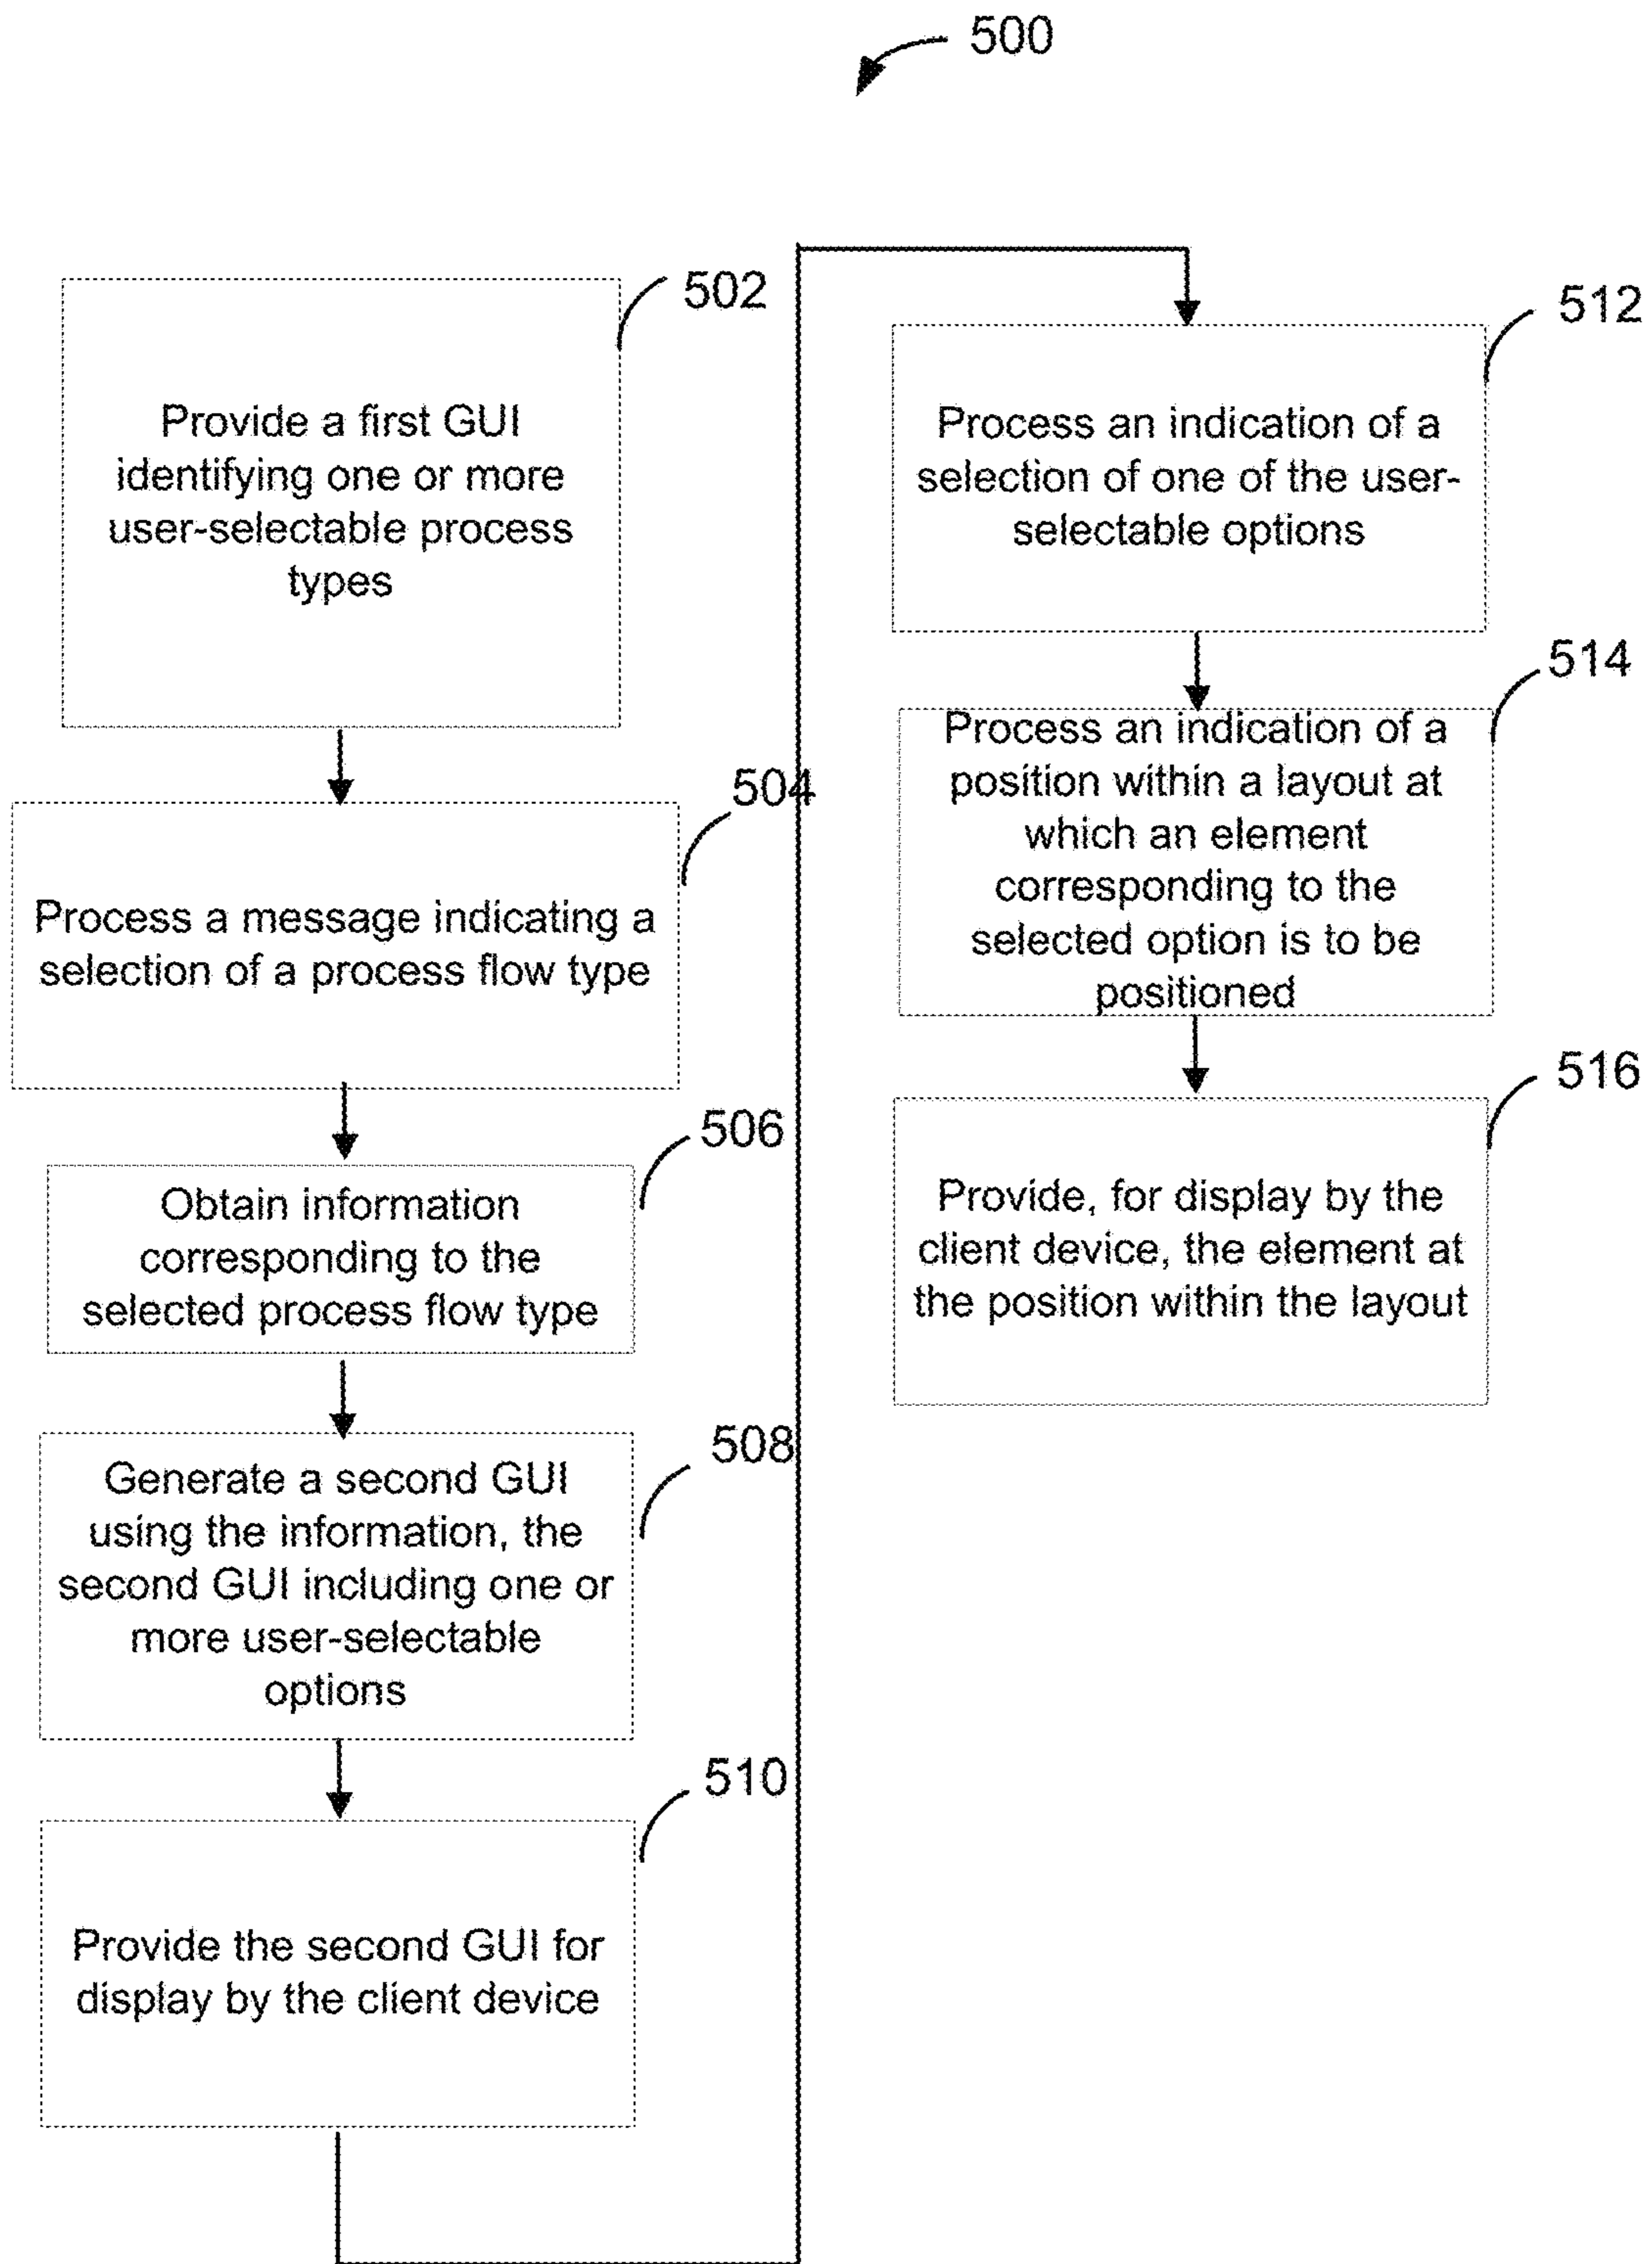 500
502
Provide a first GUI
identifying one or more
user-selectable process
types
504
Process a message indicating a
selection of a process flow type
506
Obtain information
corresponding to the
selected process flow type
508
Generate a second GUI
using the information, the
second GUI including one or
more user-selectable
options
510
Provide the second GUI for
display by the client device
512
Process an indication of a
selection of one of the user-
selectable options
514
Process an indication of a
position within a layout at
which an element
corresponding to the
selected option is to be
positioned
516
Provide, for display by the
client device, the element at
the position within the layout